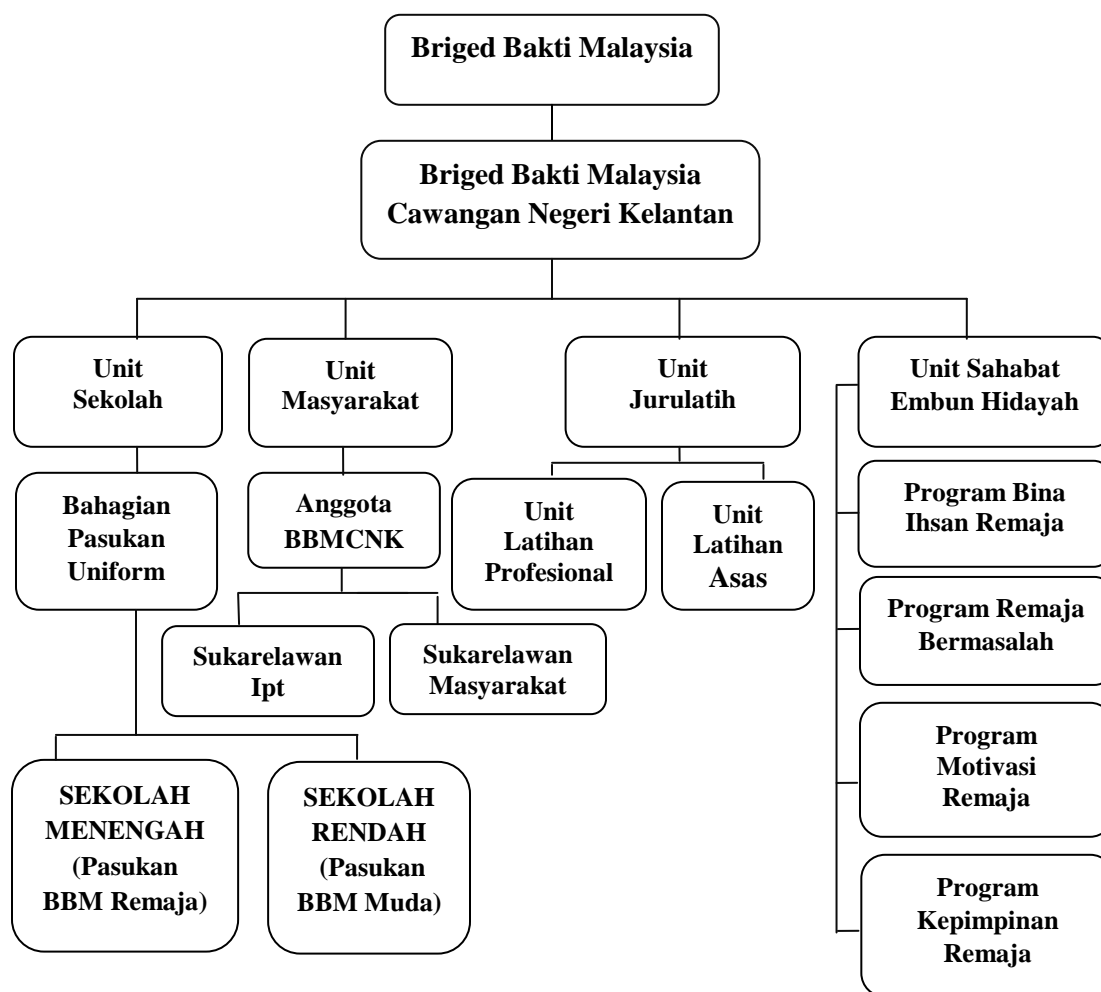 Briged Bakti Malaysia
Briged Bakti Malaysia
Cawangan Negeri Kelantan
Unit
Sekolah
Unit
Masyarakat
Unit
Jurulatih
Unit Sahabat
Embun Hidayah
Bahagian
Pasukan
Uniform
Anggota
BBMCNK
Unit
Latihan
Profesional
Unit
Latihan
Asas
Program Bina
Ihsan Remaja
Program Remaja
Bermasalah
Sukarelawan
Ipt
Sukarelawan
Masyarakat
Program
Motivasi
Remaja
SEKOLAH
MENENGAH
(Pasukan
BBM Remaja)
SEKOLAH
RENDAH
(Pasukan
BBM Muda)
Program
Kepimpinan
Remaja